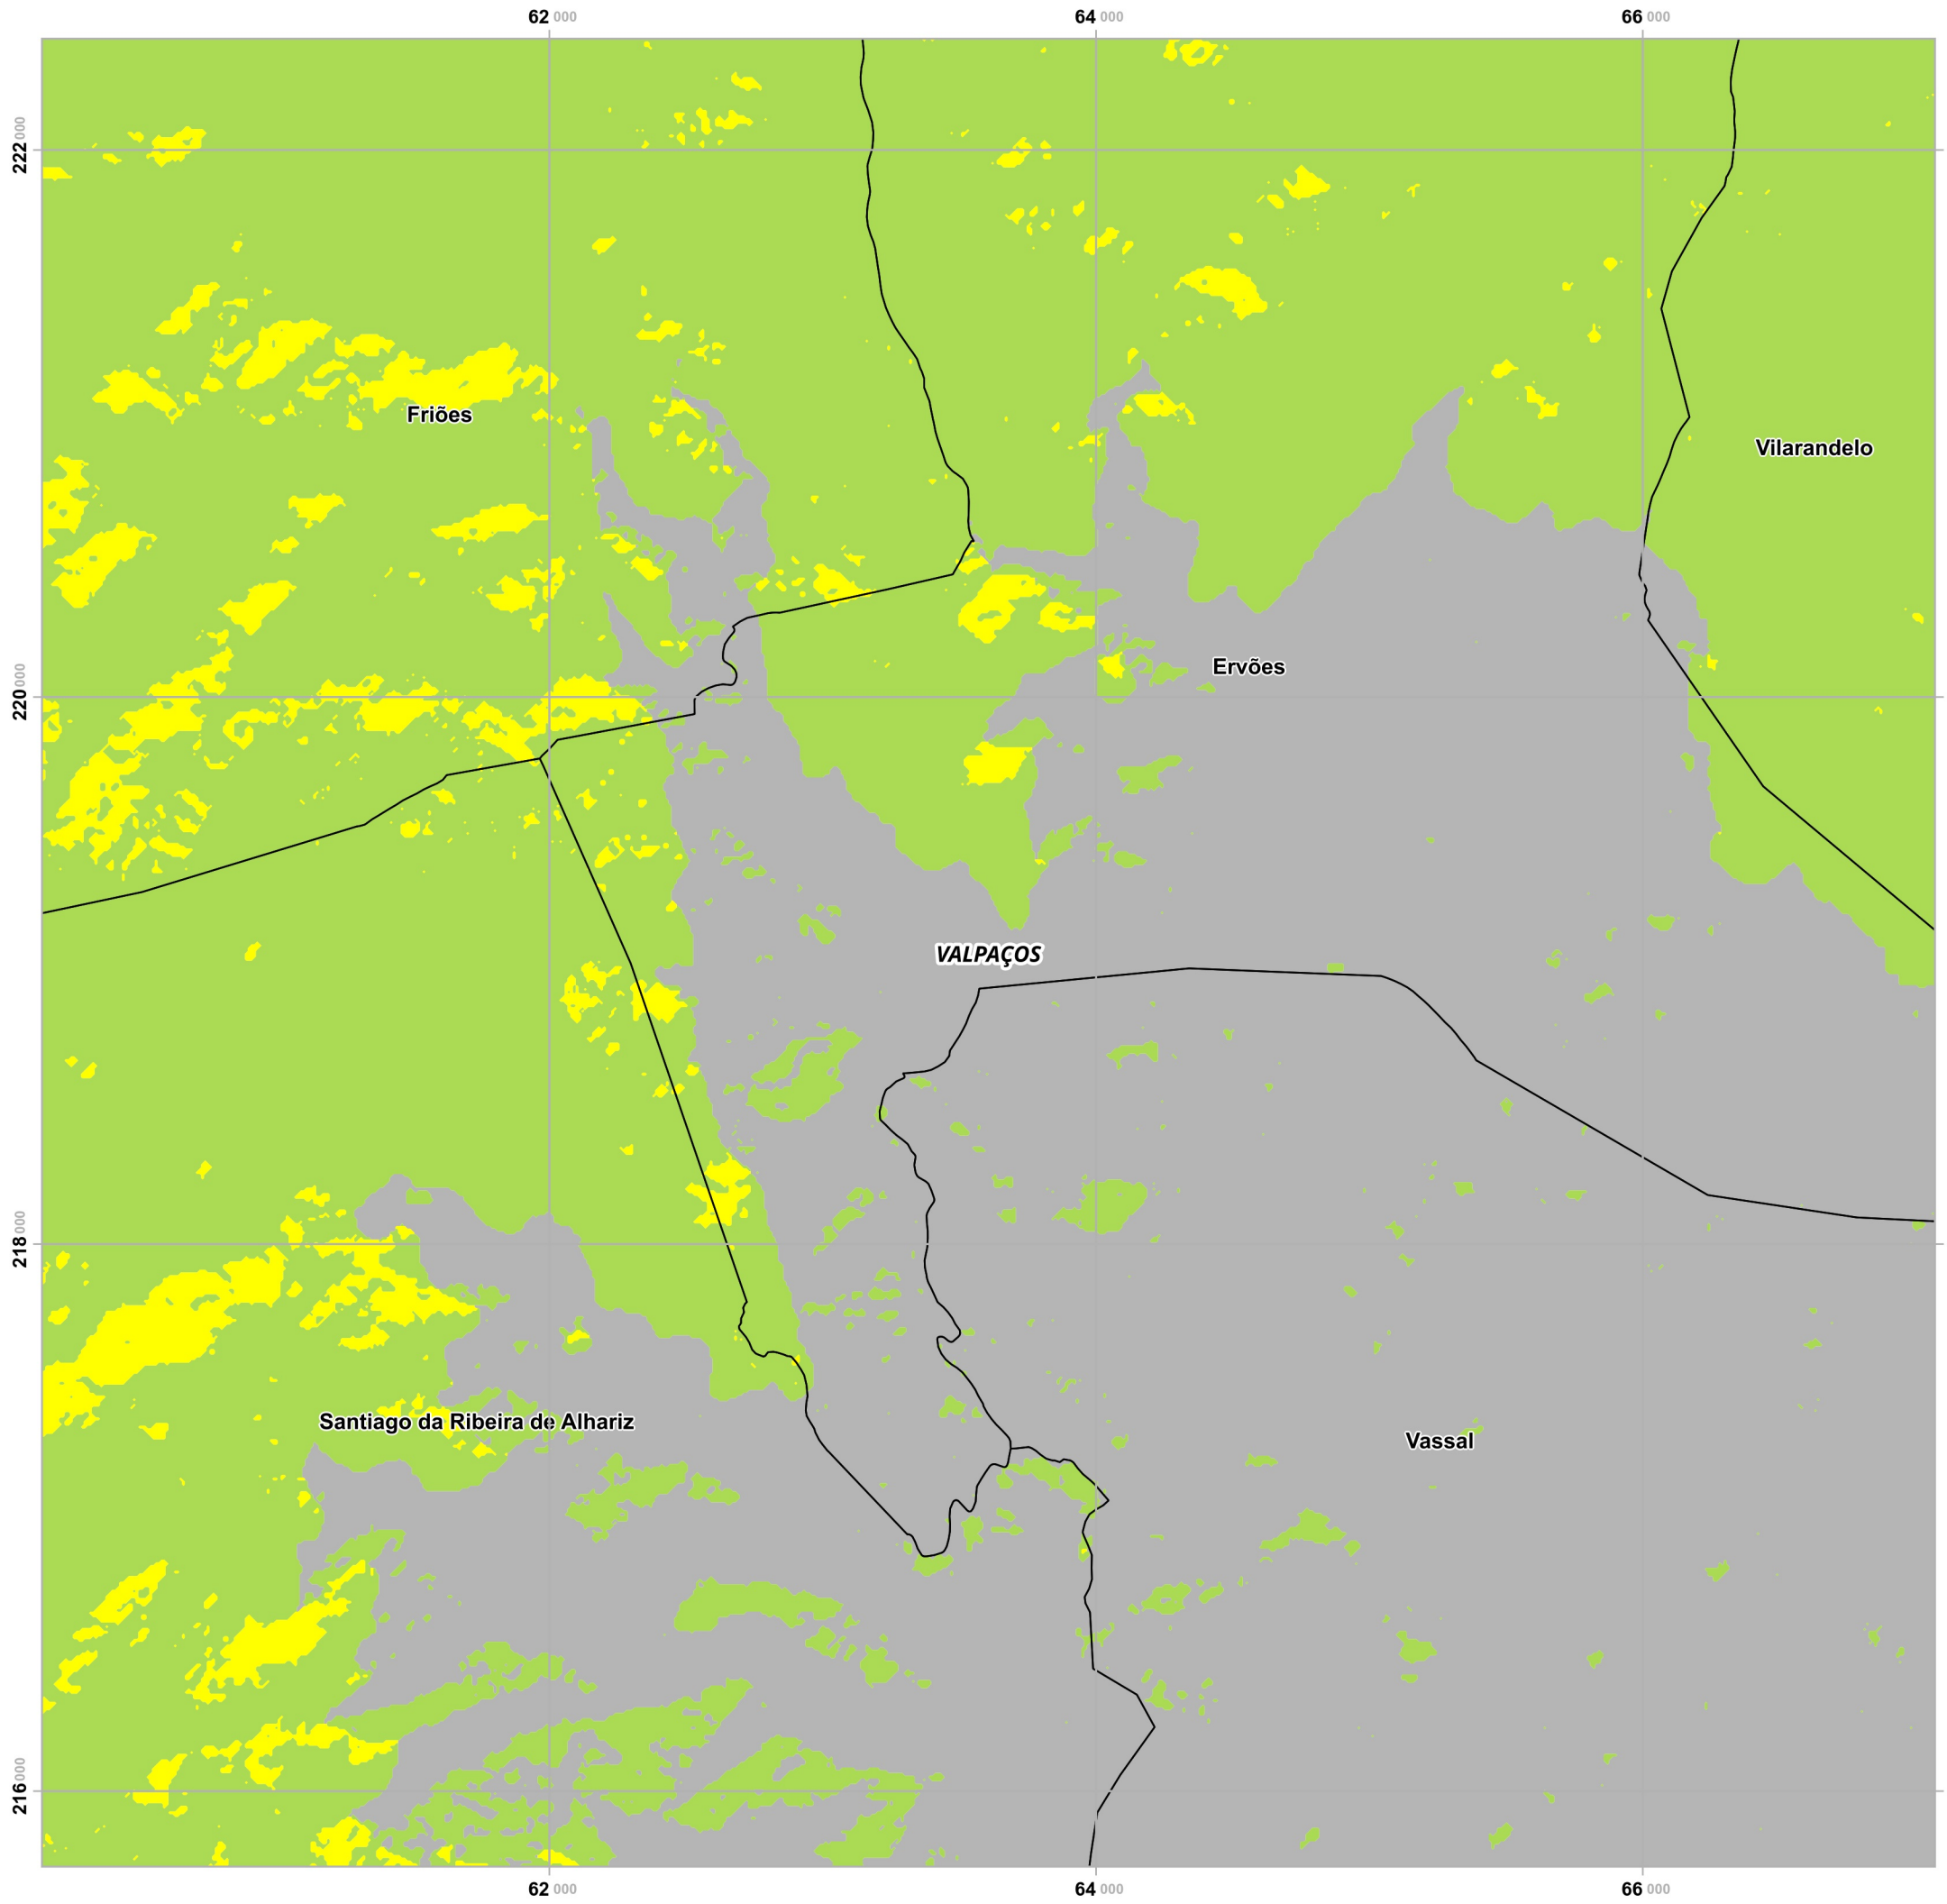 62 000 64 000 66 000
222 000
Friões
Vilarandelo
Ervões
220 000
VALPAÇOS
218 000
Santiago da Ribeira de Alhariz
Vassal
216 000
62 000 64 000 66 000